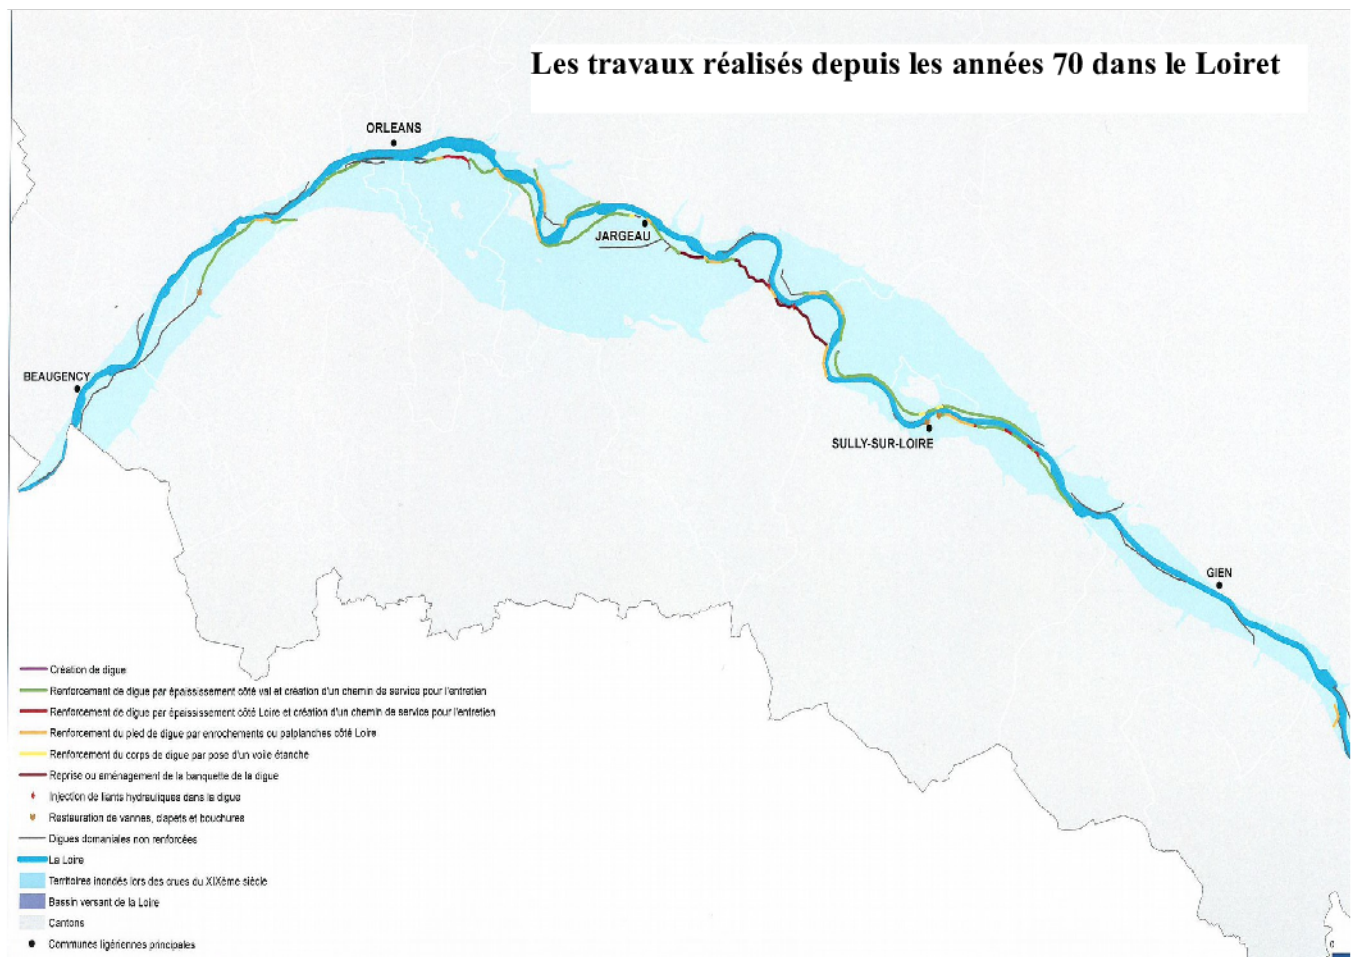 Les travaux réalisés depuis les années 70 dans le Loiret
ORLEANS
JARGEAU
BEAUGENCY
SULLY-SUR-LOIRE
GIEN
Création de digue
Renforcement de digue par épaississement côté val et création d'un chemin de service pour l'entretien
Renforcement de digue par épaississement côté Loire et création d'un chemin de service pour l'entretien
Renforcement du pied de digue par enrochements ou palplanches côté Loire
Renforcement du corps de digue par pose d'un voile étanche
Reprise ou aménagement de la banquette de la digue
Injection de liants hydrauliques dans la digue
Restauration de vannes, clapets et bouchures
Digues domaniales non renforcées
La Loire
Territoires inondés lors des crues du XIXème siècle
Bassin versant de la Loire
Cantons
Communes ligériennes principales
0